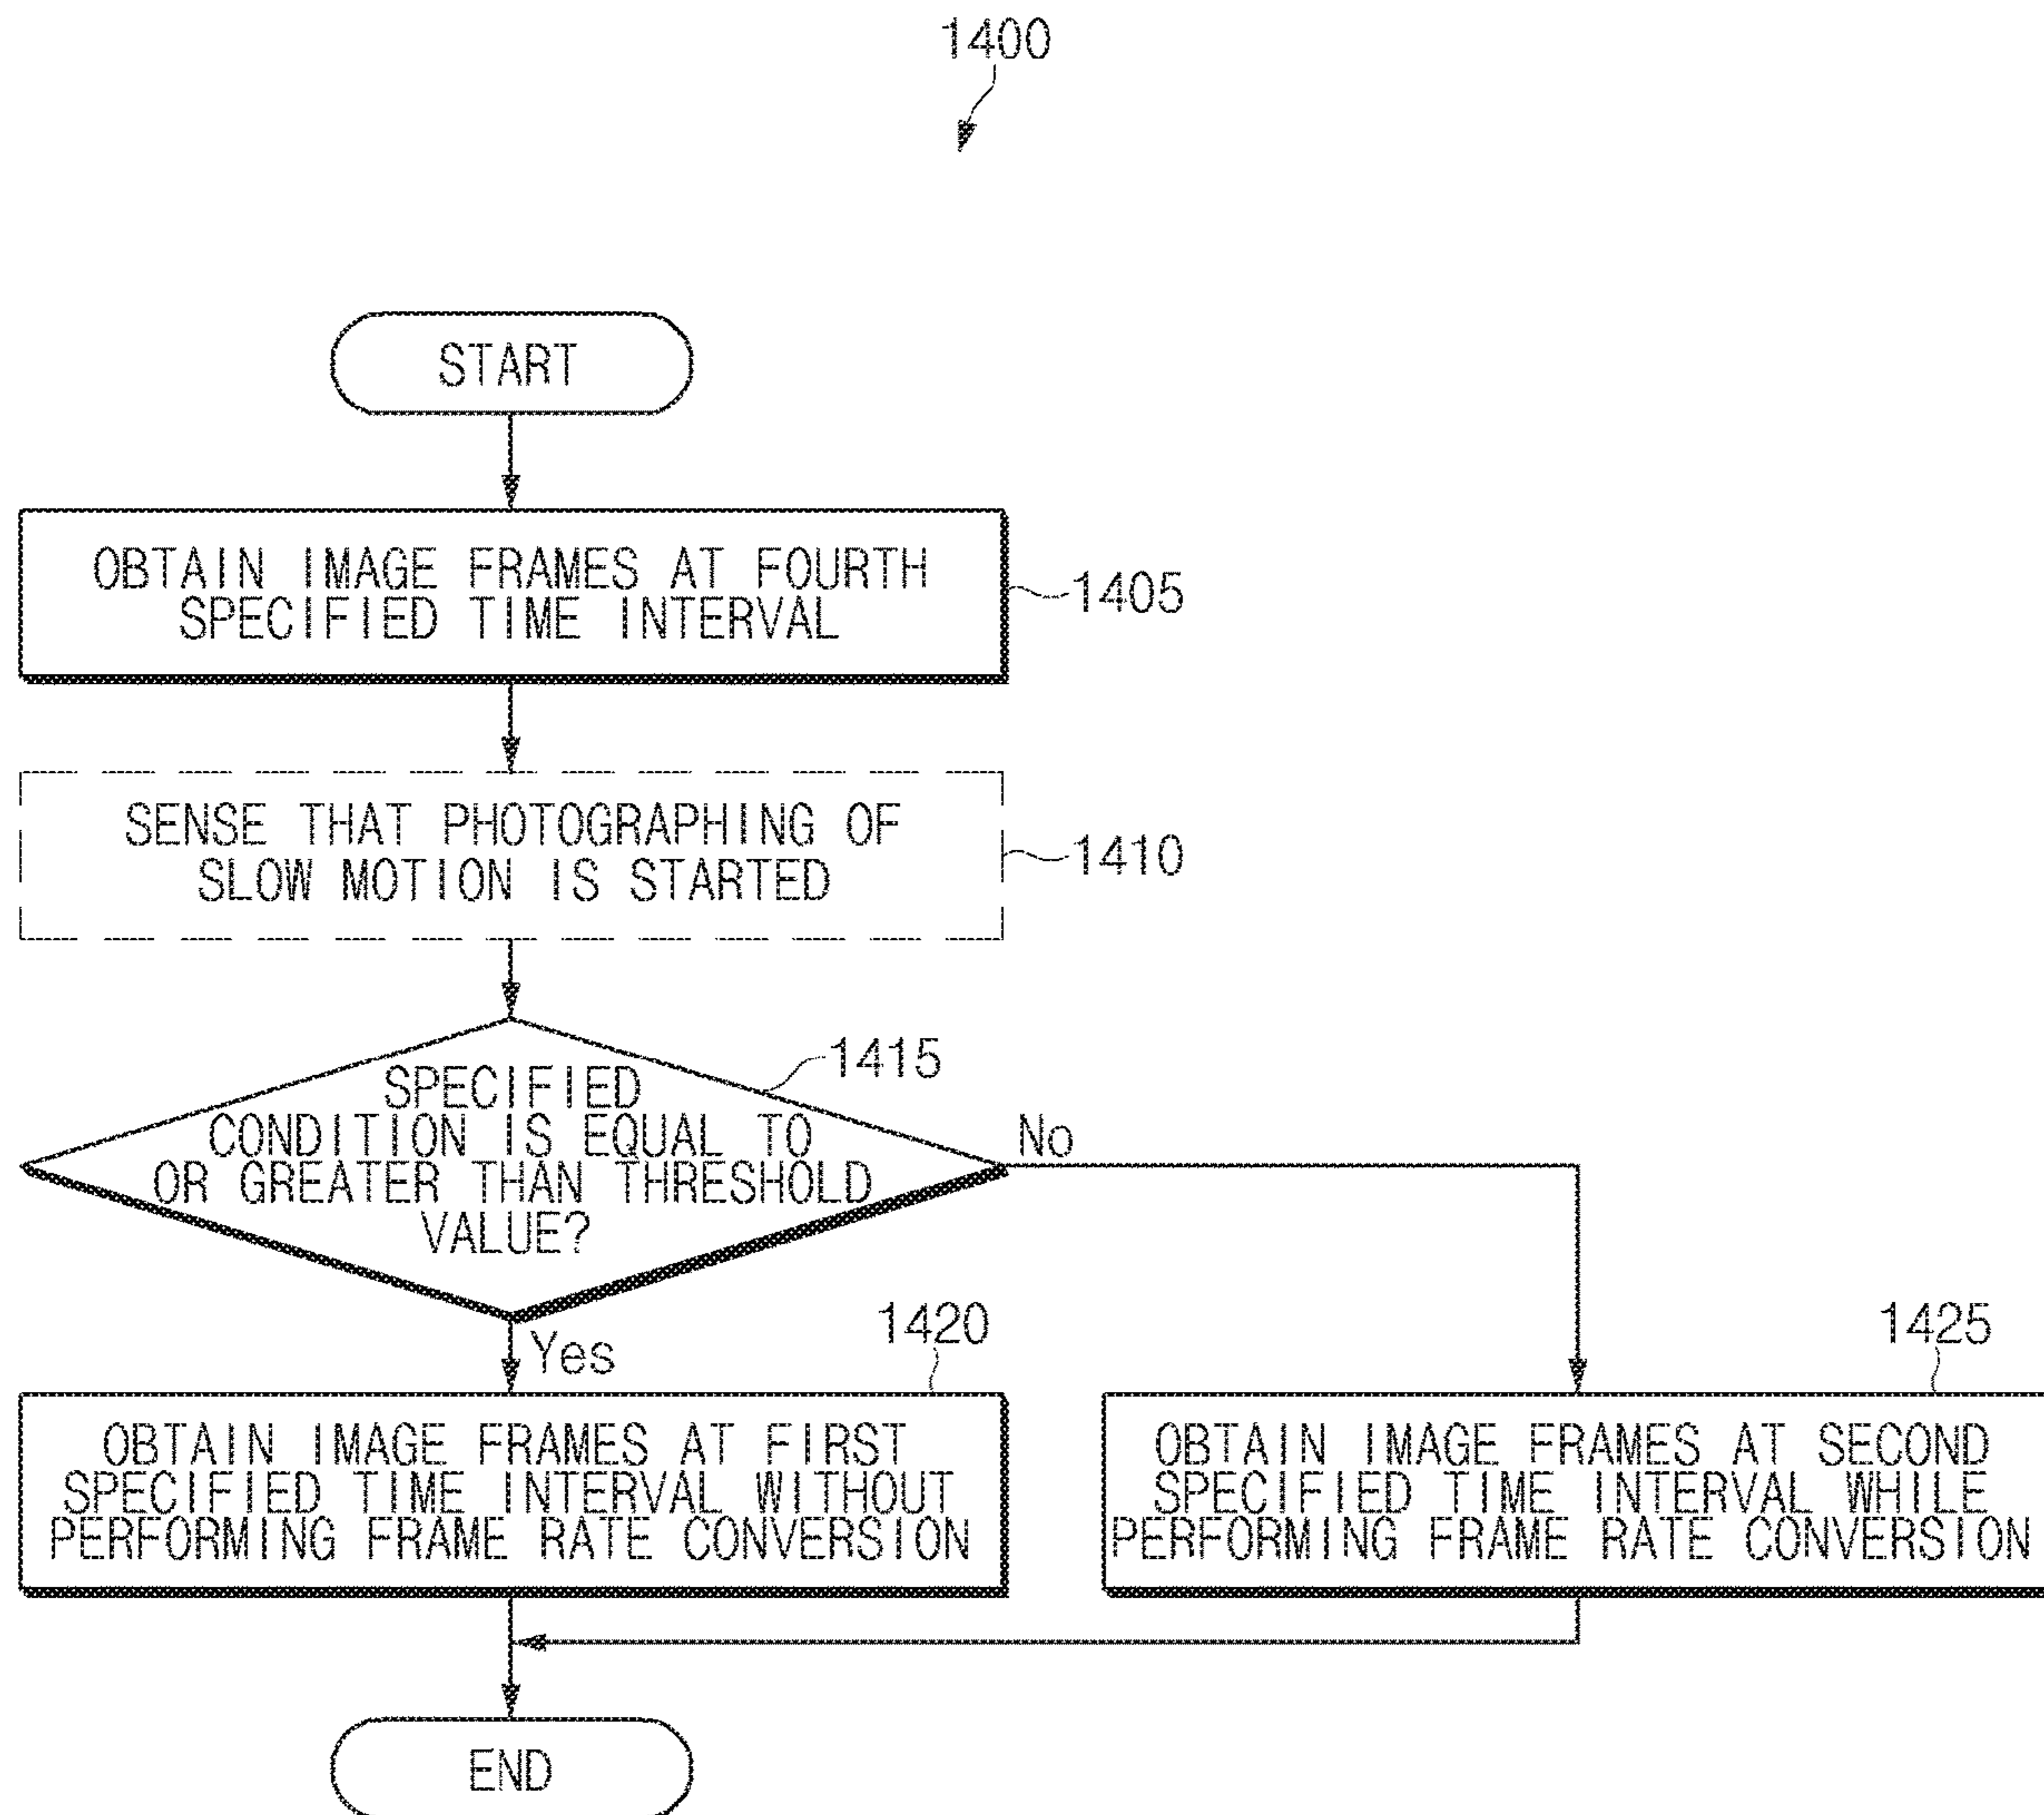 1400
START
OBTAIN IMAGE FRAMES AT FOURTH
SPECIFIED TIME INTERVAL
1405
SENSE THAT PHOTOGRAPHING OF
SLOW MOTION IS STARTED
1410
1415
SPECIFIED
CONDITION IS EQUAL TO
OR GREATER THAN THRESHOLD
VALUE?
No
Yes
1420
OBTAIN IMAGE FRAMES AT FIRST
SPECIFIED TIME INTERVAL WITHOUT
PERFORMING FRAME RATE CONVERSION
1425
OBTAIN IMAGE FRAMES AT SECOND
SPECIFIED TIME INTERVAL WHILE
PERFORMING FRAME RATE CONVERSION
END